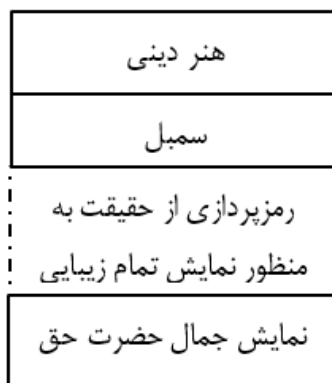 هنر دینی
سمبل
رمزپردازی از حقیقت به
منظور نمایش تمام زیبایی
نمایش جمال حضرت حق